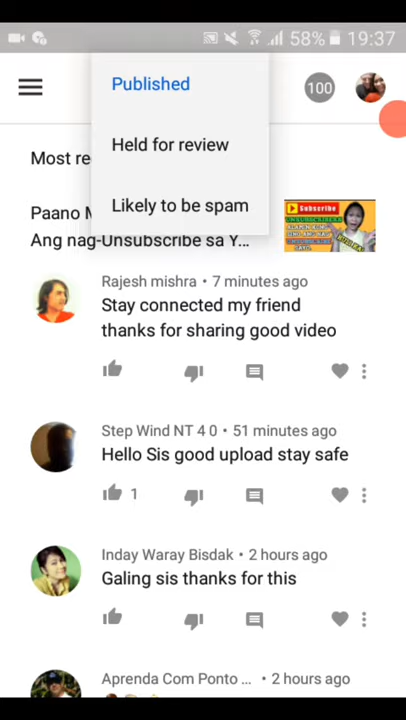 58% 19:37
Published
100
Held for review
Most re
Likely to be spam
Paano M
Ang nag-Unsubscribe sa Y...
Subscribe
Rajesh mishra • 7 minutes ago
Stay connected my friend
thanks for sharing good video
Step Wind NT 4 0 • 51 minutes ago
Hello Sis good upload stay safe
1
Inday Waray Bisdak • 2 hours ago
Galing sis thanks for this
Aprenda Com Ponto ... • 2 hours ago